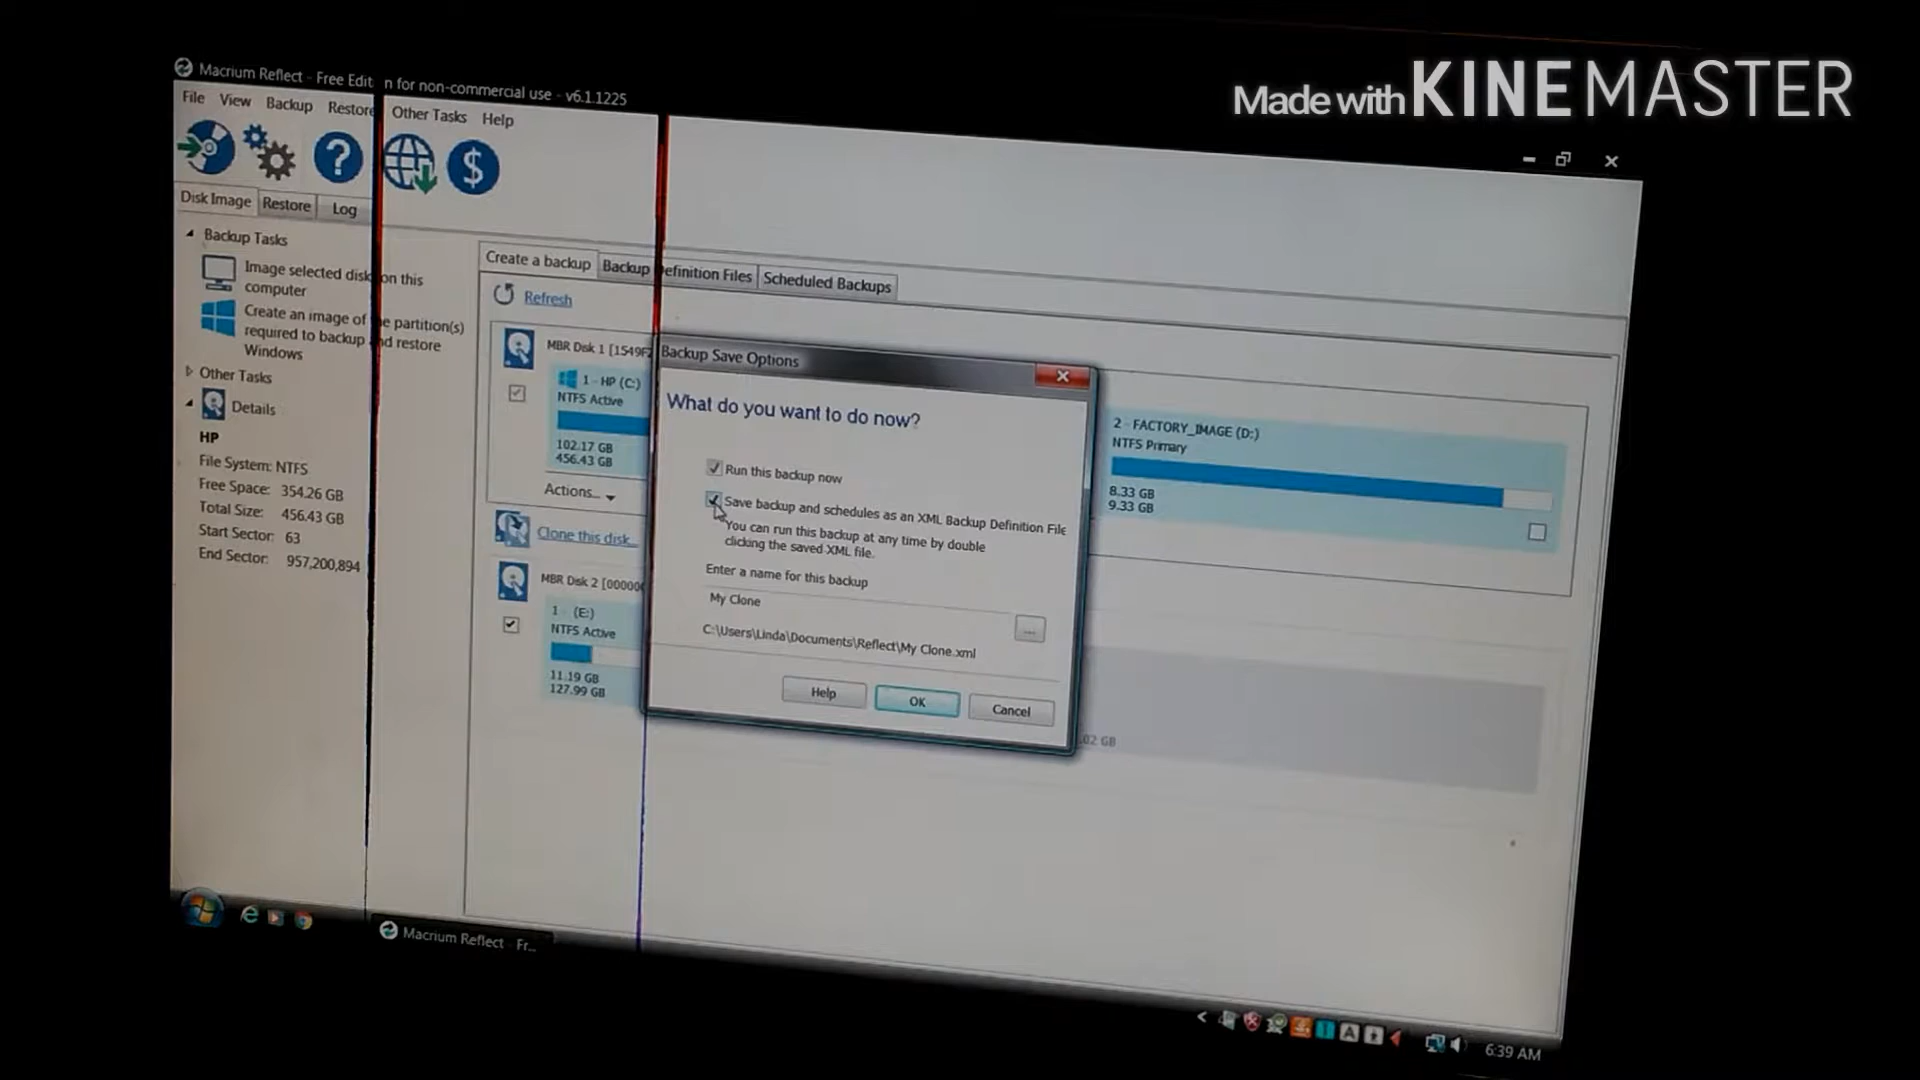 Made with KINEMASTER
Macrium Reflect - Free Edit n for non-commercial use - v6.1.1225
File View Backup Restore Other Tasks Help
Disk Image Restore Log
Backup Tasks
Image selected disk on this
computer
Create an image of the partition(s)
required to backup and restore
Windows
Other Tasks
Details
HP
File System: NTFS
Free Space: 354.26 GB
Total Size: 456.43 GB
Start Sector: 63
End Sector: 957,200,894
Create a backup Backup efinition Files Scheduled Backups
Refresh
MBR Disk 1 [1549F
1 - HP (C:)
NTFS Active
102.17 GB
456.43 GB
Actions...
2 - FACTORY_IMAGE (D:)
NTFS Primary
8.33 GB
9.33 GB
Clone this disk...
MBR Disk 2 [00000
1 - (E:)
NTFS Active
11.19 GB
127.99 GB
.02 GB
Backup Save Options
What do you want to do now?
Run this backup now
Save backup and schedules as an XML Backup Definition File
You can run this backup at any time by double
clicking the saved XML file.
Enter a name for this backup
My Clone
...
C:\Users\Linda\Documents\Reflect\My Clone.xml
Help OK Cancel
Macrium Reflect - Fr...
6:39 AM